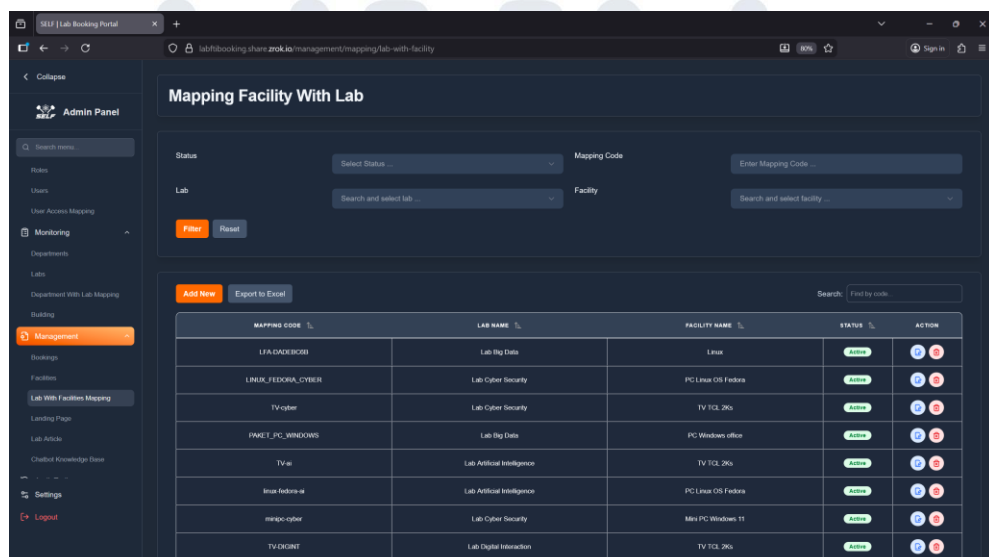 SELF | Lab Booking Portal
labftibooking.share.zrok.io/management/mapping/lab-with-facility
80%
Sign in
Collapse
SELF
Admin Panel
Search menu...
Roles
Users
User Access Mapping
Monitoring
Departments
Labs
Department With Lab Mapping
Building
Management
Bookings
Facilities
Lab With Facilities Mapping
Landing Page
Lab Article
Chatbot Knowledge Base
Settings
Logout
Mapping Facility With Lab
Status
Select Status ...
Mapping Code
Enter Mapping Code ...
Lab
Search and select lab ...
Facility
Search and select facility ...
Filter
Reset
Add New
Export to Excel
Search:
Find by code..
MAPPING CODE LAB NAME FACILITY NAME STATUS ACTION
LFA-DADEBC6B Lab Big Data Linux Active
LINUX_FEDORA_CYBER Lab Cyber Security PC Linux OS Fedora Active
TV-cyber Lab Cyber Security TV TCL 2Ks Active
PAKET_PC_WINDOWS Lab Big Data PC Windows office Active
TV-ai Lab Artificial Intelligence TV TCL 2Ks Active
linux-fedora-ai Lab Artificial Intelligence PC Linux OS Fedora Active
minipc-cyber Lab Cyber Security Mini PC Windows 11 Active
TV-DIGINT Lab Digital Interaction TV TCL 2Ks Active